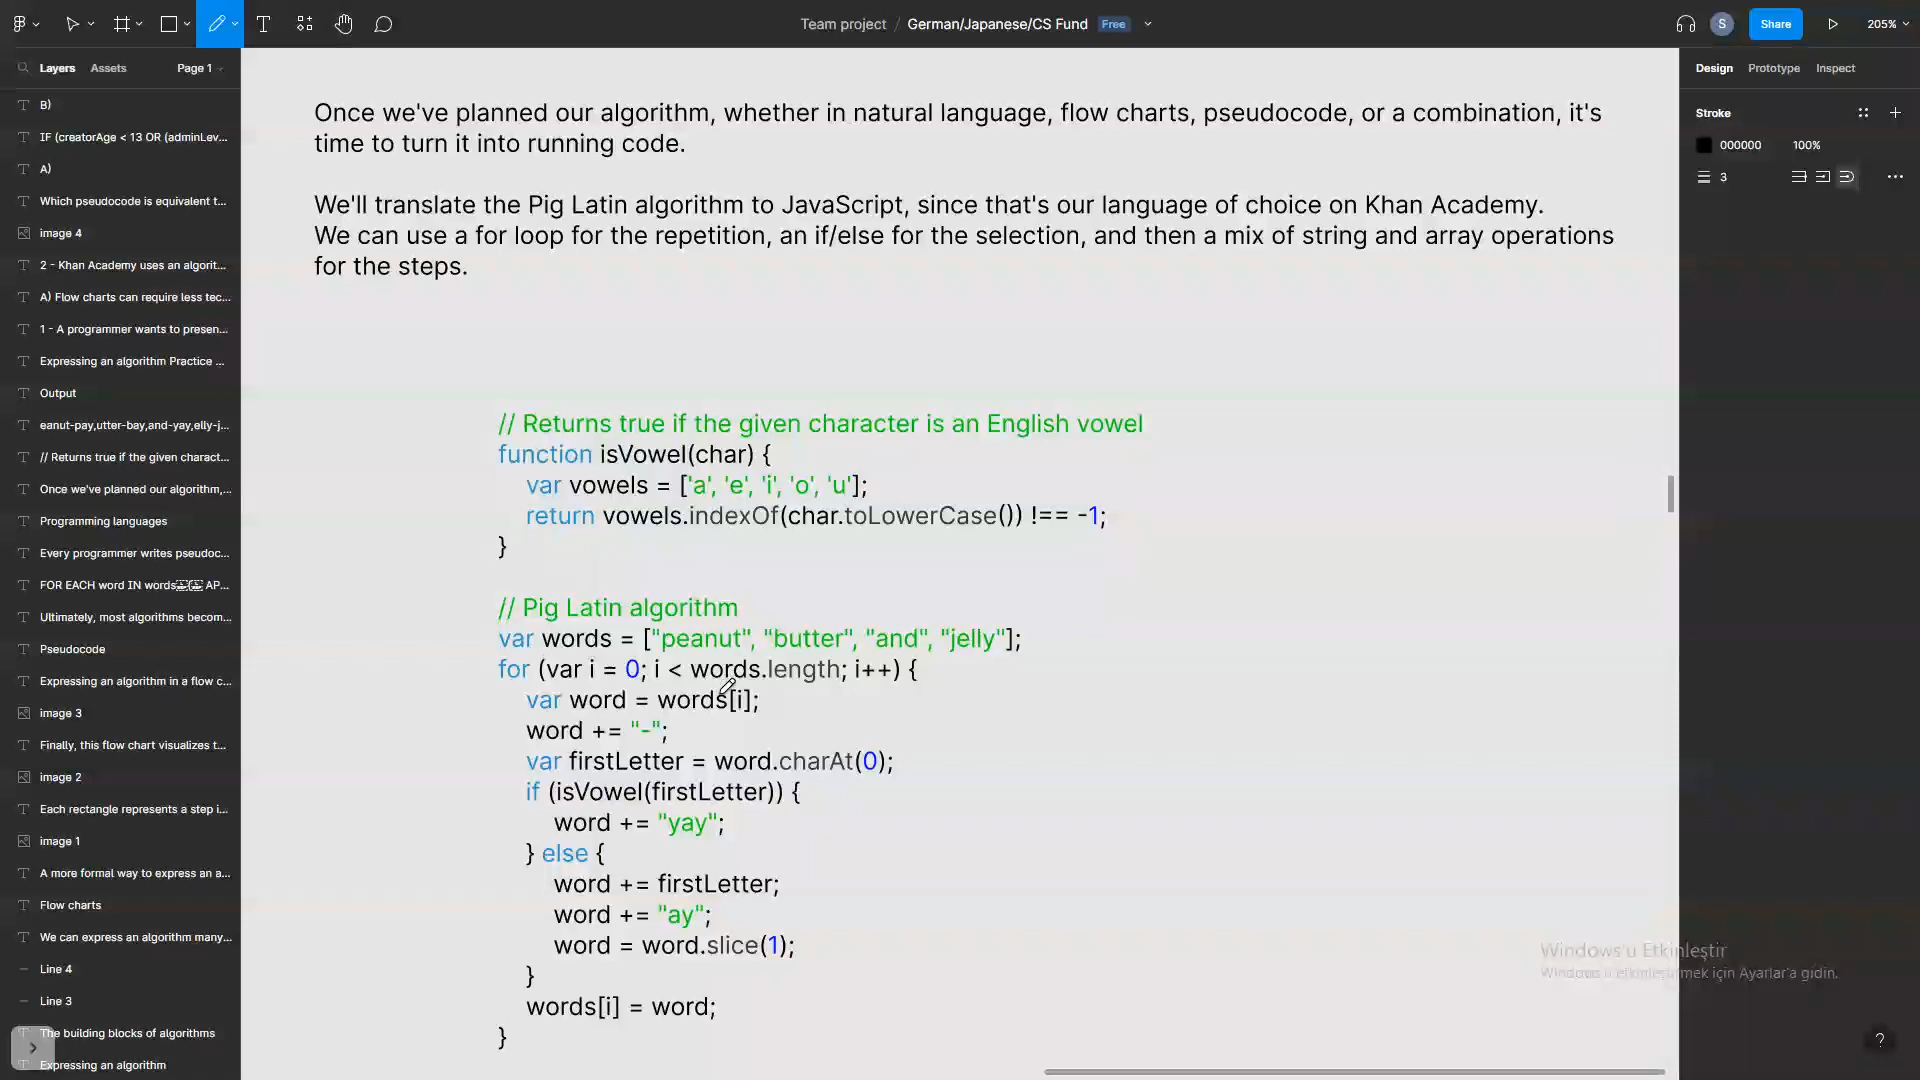 Team project / German/Japanese/CS Fund Free
S
Share
205%
Layers
Assets
Page 1
B)
IF (creatorAge < 13 OR (adminLev...
A)
Which pseudocode is equivalent t...
image 4
2 - Khan Academy uses an algorit...
A) Flow charts can require less tec...
1 - A programmer wants to presen...
Expressing an algorithm Practice ...
Output
eanut-pay,utter-bay,and-yay,elly-j...
// Returns true if the given charact...
Once we've planned our algorithm,...
Programming languages
Every programmer writes pseudoc...
FOR EACH word IN words AP...
Ultimately, most algorithms becom...
Pseudocode
Expressing an algorithm in a flow c...
image 3
Finally, this flow chart visualizes t...
image 2
Each rectangle represents a step i...
image 1
A more formal way to express an a...
Flow charts
We can express an algorithm many...
Line 4
Line 3
The building blocks of algorithms
Expressing an algorithm
Once we've planned our algorithm, whether in natural language, flow charts, pseudocode, or a combination, it's
time to turn it into running code.
We'll translate the Pig Latin algorithm to JavaScript, since that's our language of choice on Khan Academy.
We can use a for loop for the repetition, an if/else for the selection, and then a mix of string and array operations
for the steps.
// Returns true if the given character is an English vowel
function isVowel(char) {
var vowels = ['a', 'e', 'i', 'o', 'u'];
return vowels.indexOf(char.toLowerCase()) !== -1;
}
// Pig Latin algorithm
var words = ["peanut", "butter", "and", "jelly"];
for (var i = 0; i < words.length; i++) {
var word = words[i];
word += "-";
var firstLetter = word.charAt(0);
if (isVowel(firstLetter)) {
word += "yay";
} else {
word += firstLetter;
word += "ay";
word = word.slice(1);
}
words[i] = word;
}
Design
Prototype
Inspect
Stroke
000000
100%
3
Windows'u Etkinleştir
Windows'u etkinleştirmek için Ayarlar'a gidin.
?